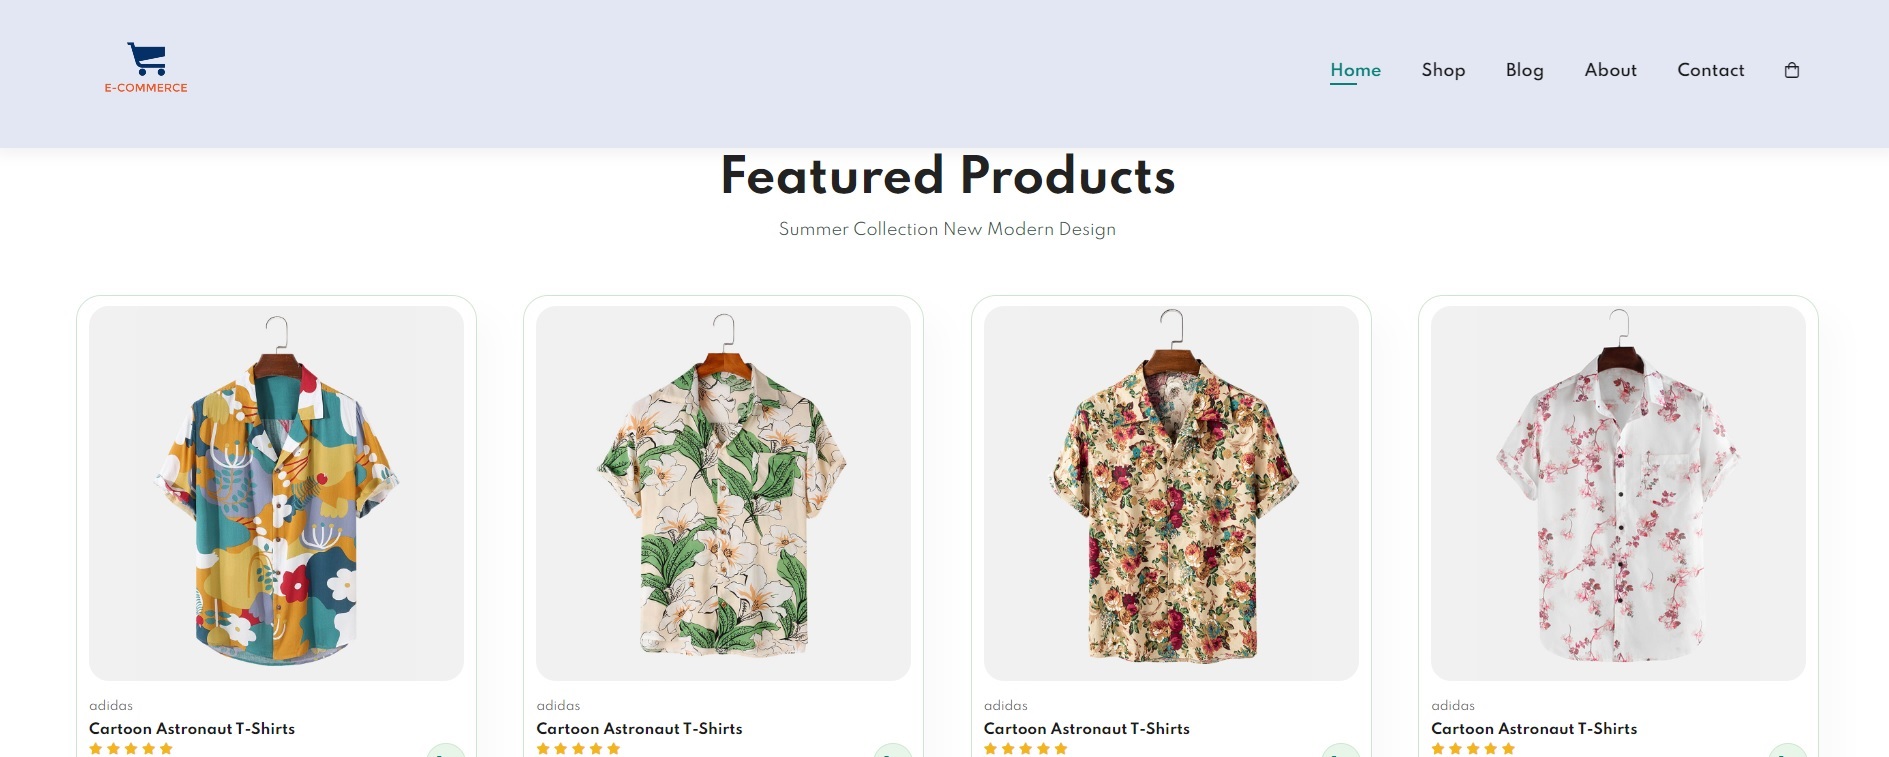 E-COMMERCE
Home Shop Blog About Contact
Featured Products
Summer Collection New Modern Design
adidas
Cartoon Astronaut T-Shirts
adidas
Cartoon Astronaut T-Shirts
adidas
Cartoon Astronaut T-Shirts
adidas
Cartoon Astronaut T-Shirts